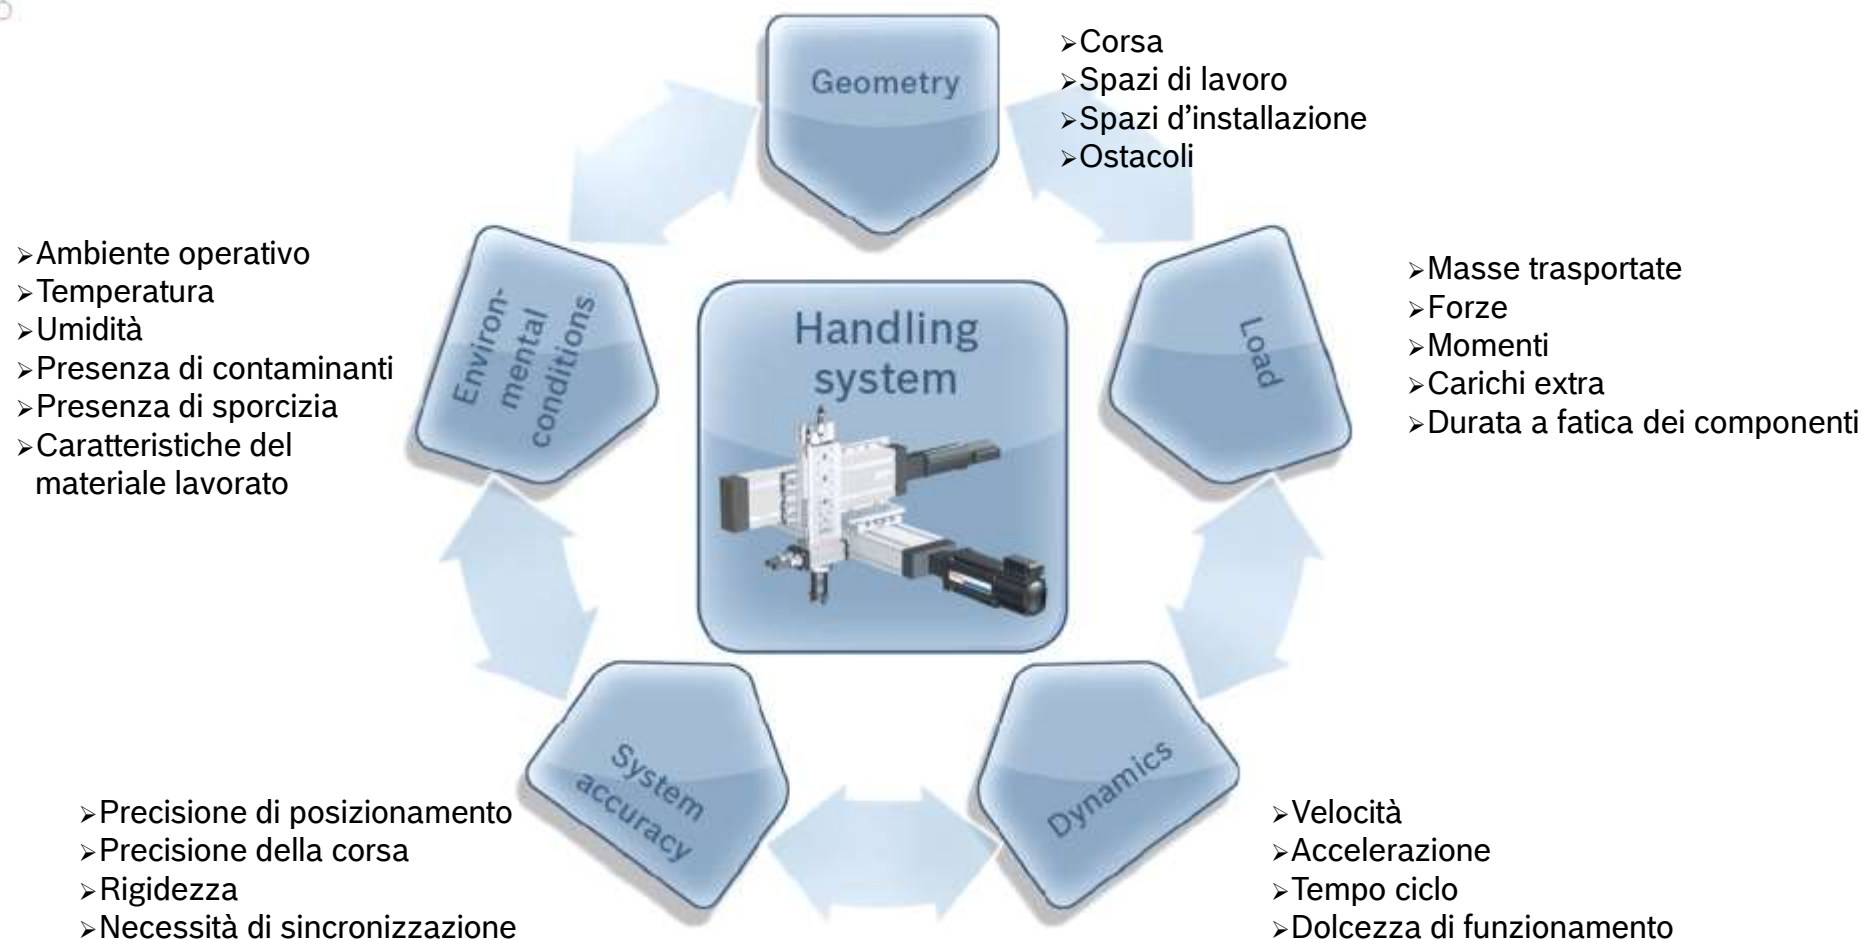 Geometry
➢Corsa
➢Spazi di lavoro
➢Spazi d’installazione
➢Ostacoli
➢Ambiente operativo
➢Temperatura
➢Umidità
➢Presenza di contaminanti
➢Presenza di sporcizia
➢Caratteristiche del
materiale lavorato
Environ-
mental
conditions
Handling
system
Load
➢Masse trasportate
➢Forze
➢Momenti
➢Carichi extra
➢Durata a fatica dei componenti
System
accuracy
➢Precisione di posizionamento
➢Precisione della corsa
➢Rigidezza
➢Necessità di sincronizzazione
Dynamics
➢Velocità
➢Accelerazione
➢Tempo ciclo
➢Dolcezza di funzionamento